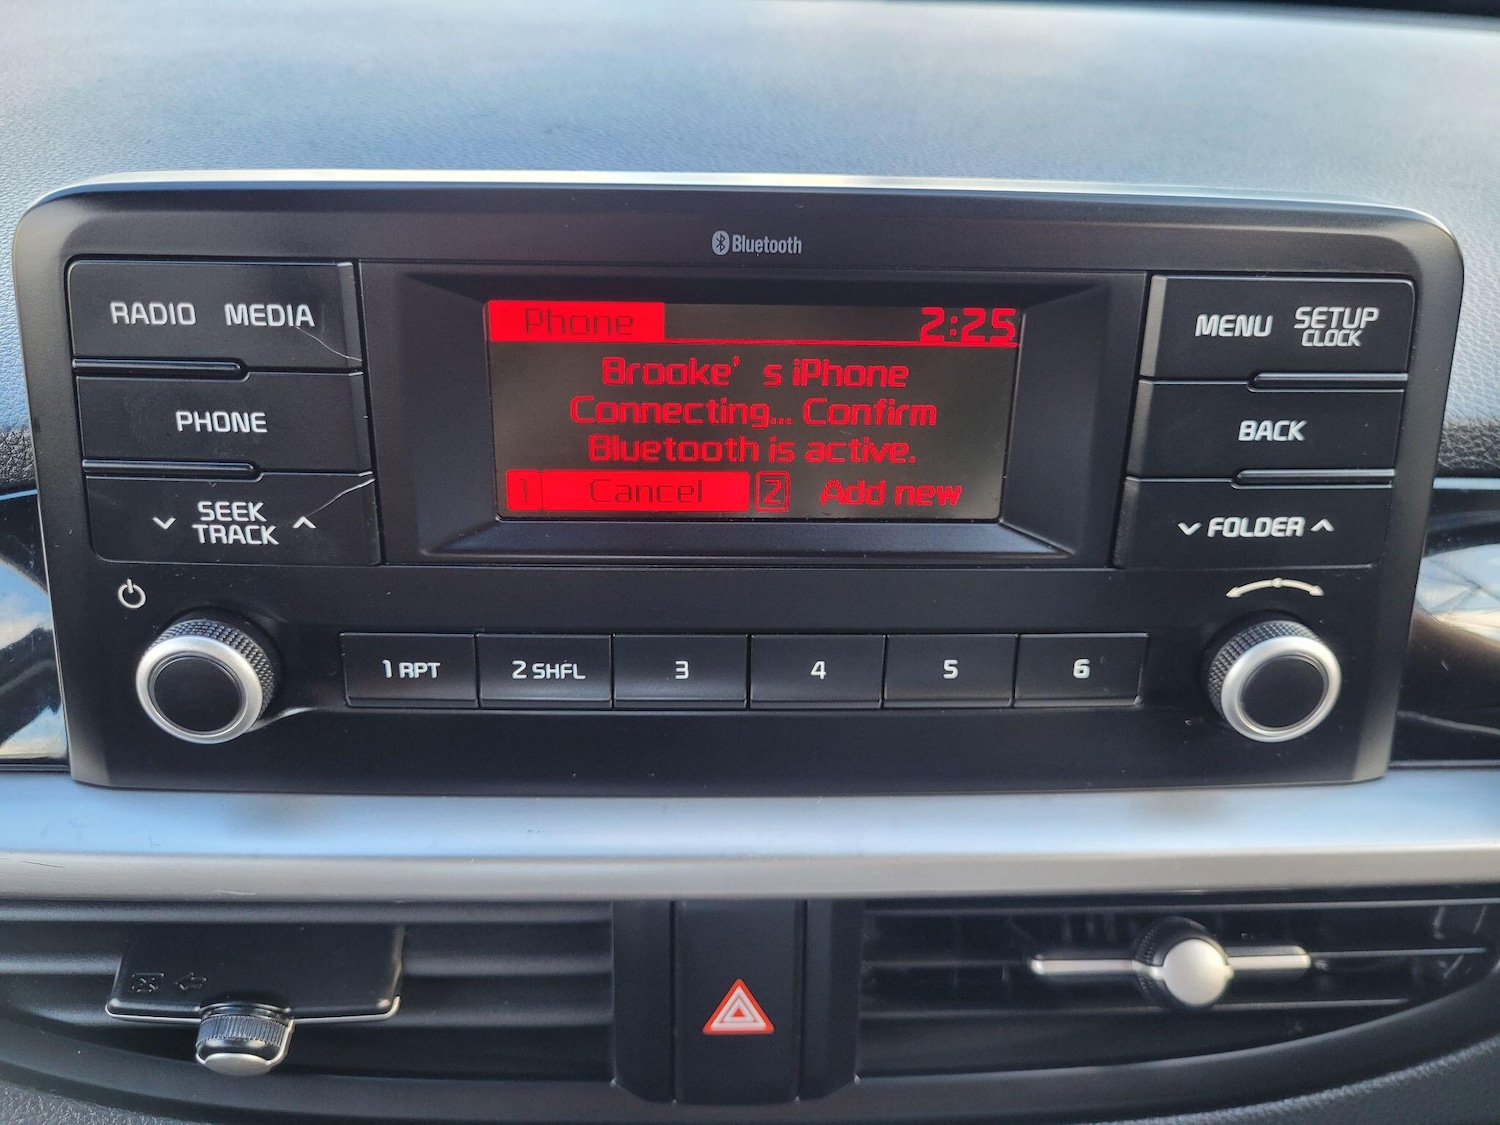 Bluetooth
RADIO MEDIA
PHONE
SEEK
TRACK
Phone 2:25
Brooke' s iPhone
Connecting... Confirm
Bluetooth is active.
1 Cancel 2 Add new
MENU SETUP
CLOCK
BACK
FOLDER
1 RPT 2 SHFL 3 4 5 6